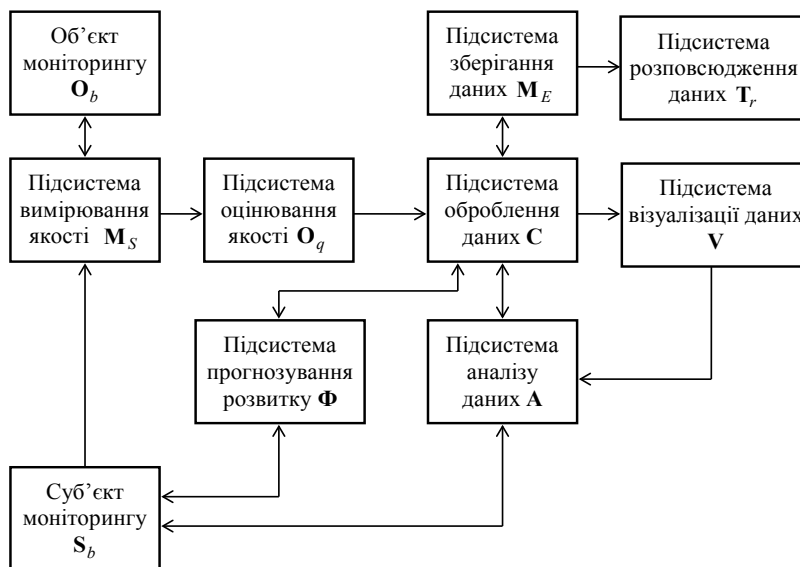 Об’єкт
моніторингу
O_b
Підсистема
зберігання
даних M_E
Підсистема
розповсюдження
даних T_r
Підсистема
вимірювання
якості M_S
Підсистема
оцінювання
якості O_q
Підсистема
оброблення
даних C
Підсистема
візуалізації даних
V
Підсистема
прогнозування
розвитку Φ
Підсистема
аналізу
даних A
Суб’єкт
моніторингу
S_b